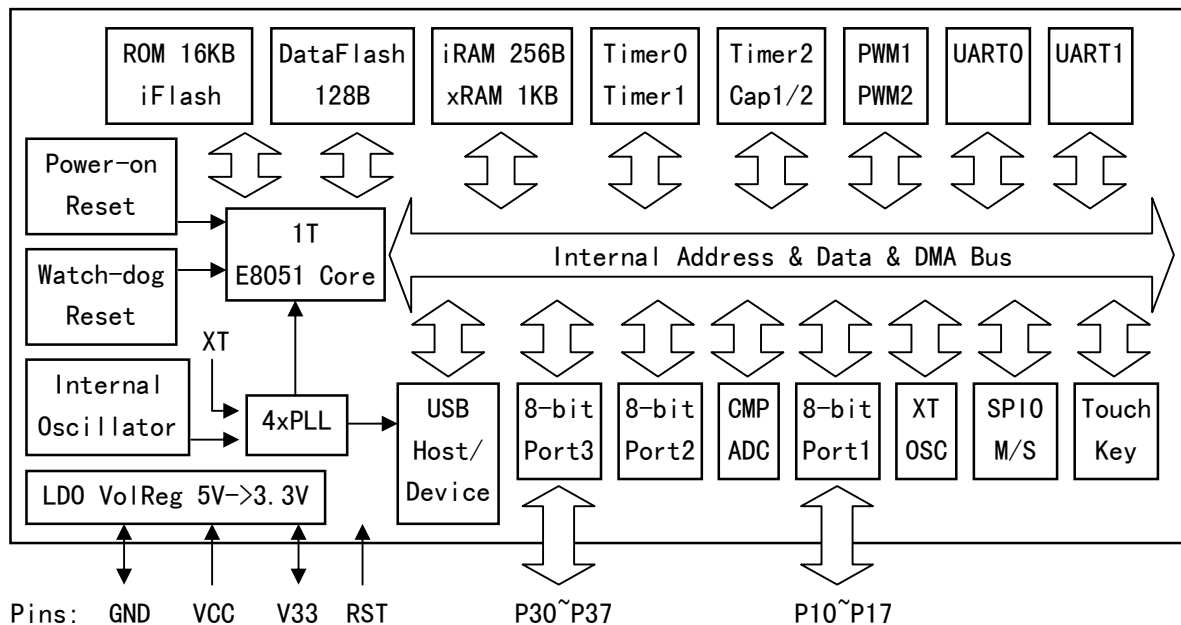 ROM 16KB
iFlash
DataFlash
128B
iRAM 256B
xRAM 1KB
Timer0
Timer1
Timer2
Cap1/2
PWM1
PWM2
UART0
UART1
Power-on
Reset
1T
E8051 Core
Internal Address & Data & DMA Bus
Watch-dog
Reset
XT
Internal
Oscillator
4xPLL
USB
Host/
Device
8-bit
Port3
8-bit
Port2
CMP
ADC
8-bit
Port1
XT
OSC
SPI0
M/S
Touch
Key
LDO VolReg 5V->3.3V
Pins: GND VCC V33 RST P30~P37 P10~P17